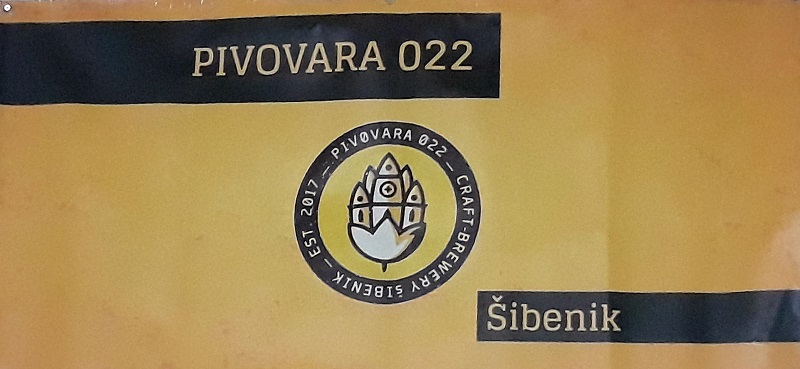 PIVOVARA 022
EST. 2017 — PIVOVARA 022 — CRAFT-BREWERY ŠIBENIK —
Šibenik